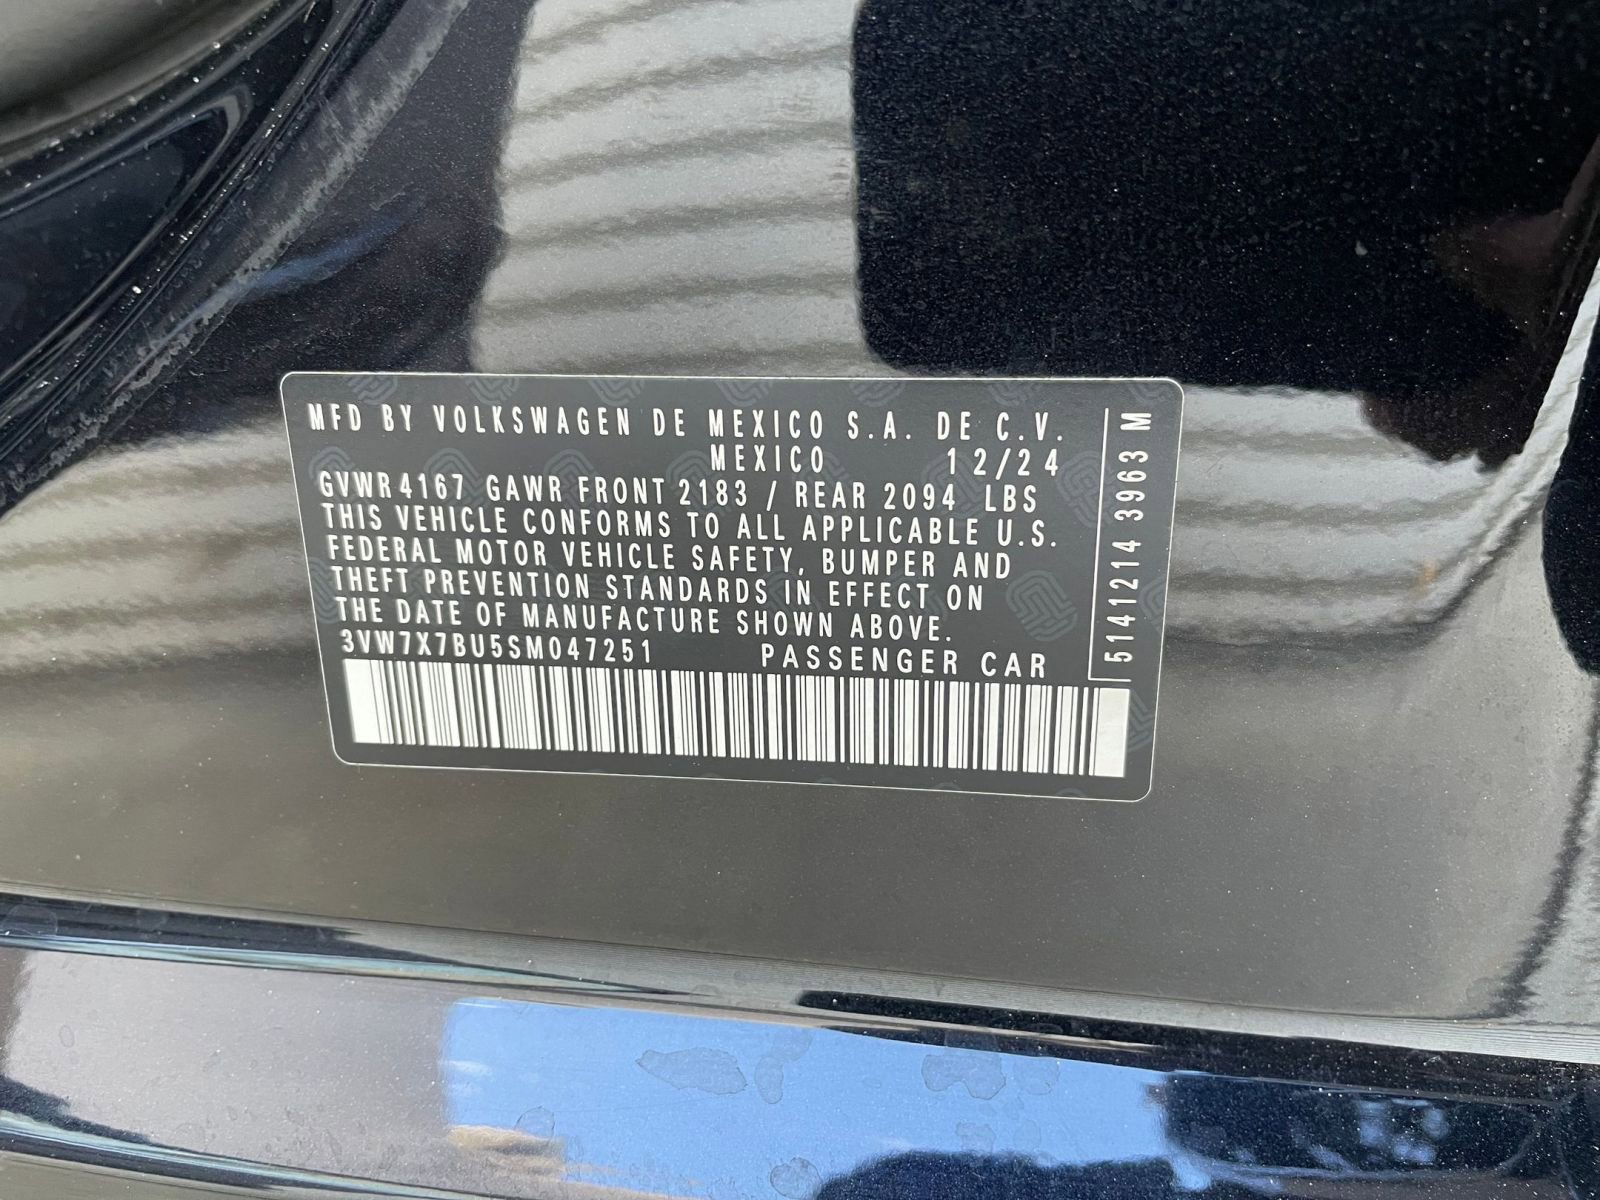 MFD BY VOLKSWAGEN DE MEXICO S.A. DE C.V.
MEXICO 12/24
GVWR 4167 GAWR FRONT 2183 / REAR 2094 LBS
THIS VEHICLE CONFORMS TO ALL APPLICABLE U.S.
FEDERAL MOTOR VEHICLE SAFETY, BUMPER AND
THEFT PREVENTION STANDARDS IN EFFECT ON
THE DATE OF MANUFACTURE SHOWN ABOVE.
3VW7X7BU5SM047251 PASSENGER CAR
5141214 3963 M